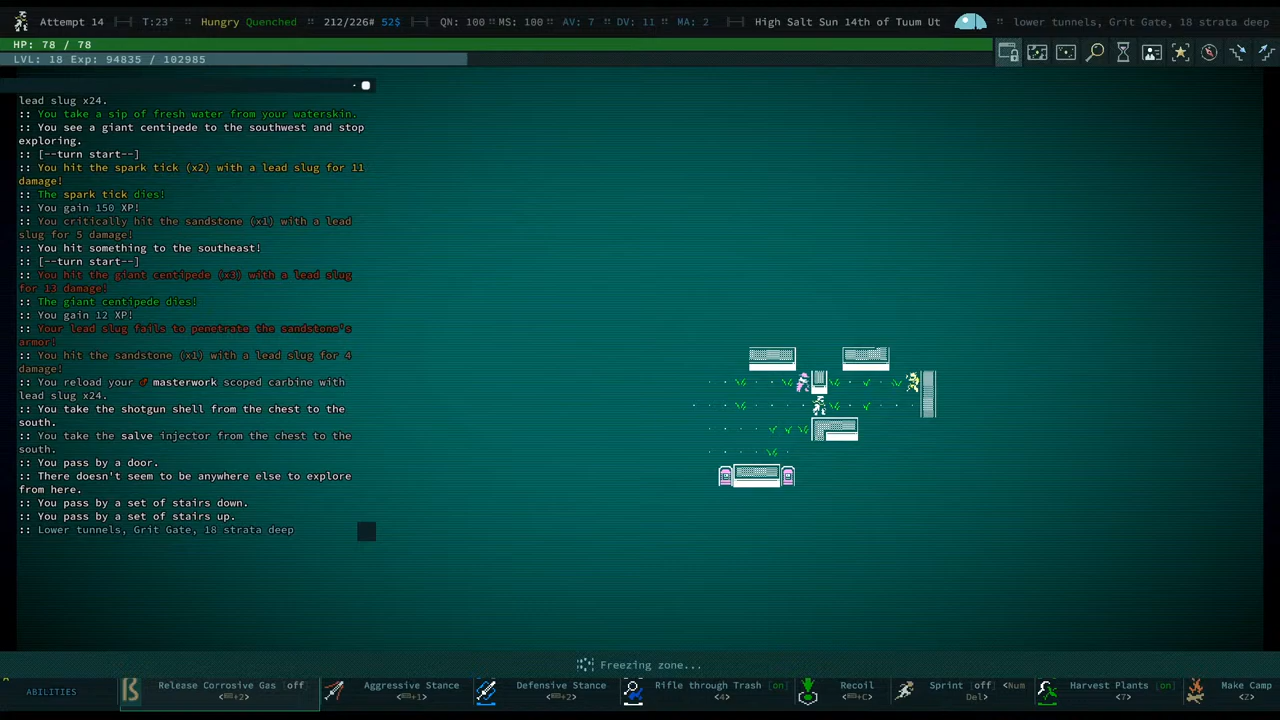 Attempt 14 T:23° Hungry Quenched 212/226# 52$ QN: 100 MS: 100 AV: 7 DV: 11 MA: 2 High Salt Sun 14th of Tuum Ut lower tunnels, Grit Gate, 18 strata deep
HP: 78 / 78
LVL: 18 Exp: 94835 / 102985
lead slug x24.
:: You take a sip of fresh water from your waterskin.
:: You see a giant centipede to the southwest and stop
exploring.
:: [--turn start--]
:: You hit the spark tick (x2) with a lead slug for 11
damage!
:: The spark tick dies!
:: You gain 150 XP!
:: You critically hit the sandstone (x1) with a lead
slug for 5 damage!
:: You hit something to the southeast!
:: [--turn start--]
:: You hit the giant centipede (x3) with a lead slug
for 13 damage!
:: The giant centipede dies!
:: You gain 12 XP!
:: Your lead slug fails to penetrate the sandstone's
armor!
:: You hit the sandstone (x1) with a lead slug for 4
damage!
:: You reload your masterwork scoped carbine with
lead slug x24.
:: You take the shotgun shell from the chest to the
south.
:: You take the salve injector from the chest to the
south.
:: You pass by a door.
:: There doesn't seem to be anywhere else to explore
from here.
:: You pass by a set of stairs down.
:: You pass by a set of stairs up.
:: Lower tunnels, Grit Gate, 18 strata deep
Freezing zone...
ABILITIES
Release Corrosive Gas [off]
<+2>
Aggressive Stance
<+1>
Defensive Stance
<+2>
Rifle through Trash [on]
<4>
Recoil
<+C>
Sprint [off] <Num
Del>
Harvest Plants [on]
<7>
Make Camp
<Z>